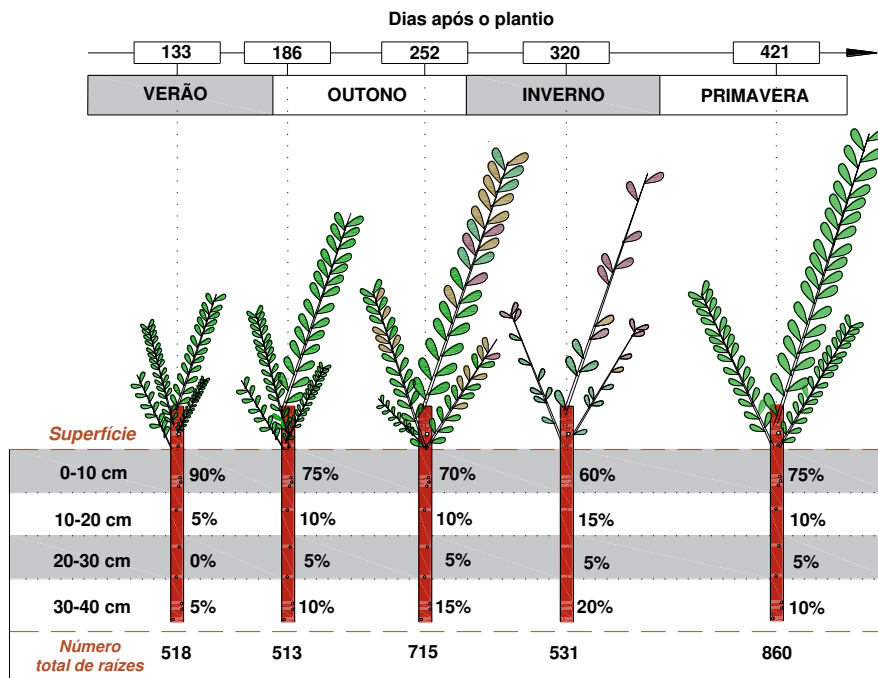 Dias após o plantio
133 186 252 320 421
VERÃO OUTONO INVERNO PRIMAVERA
Superfície
0-10 cm 90% 75% 70% 60% 75%
10-20 cm 5% 10% 10% 15% 10%
20-30 cm 0% 5% 5% 5% 5%
30-40 cm 5% 10% 15% 20% 10%
Número
total de raízes 518 513 715 531 860